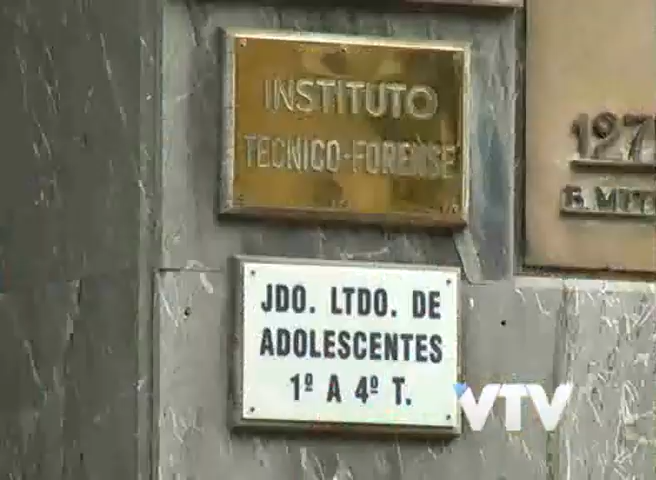 INSTITUTO
TECNICO-FORENSE
JDO. LTDO. DE
ADOLESCENTES
1º A 4º T.
VTV